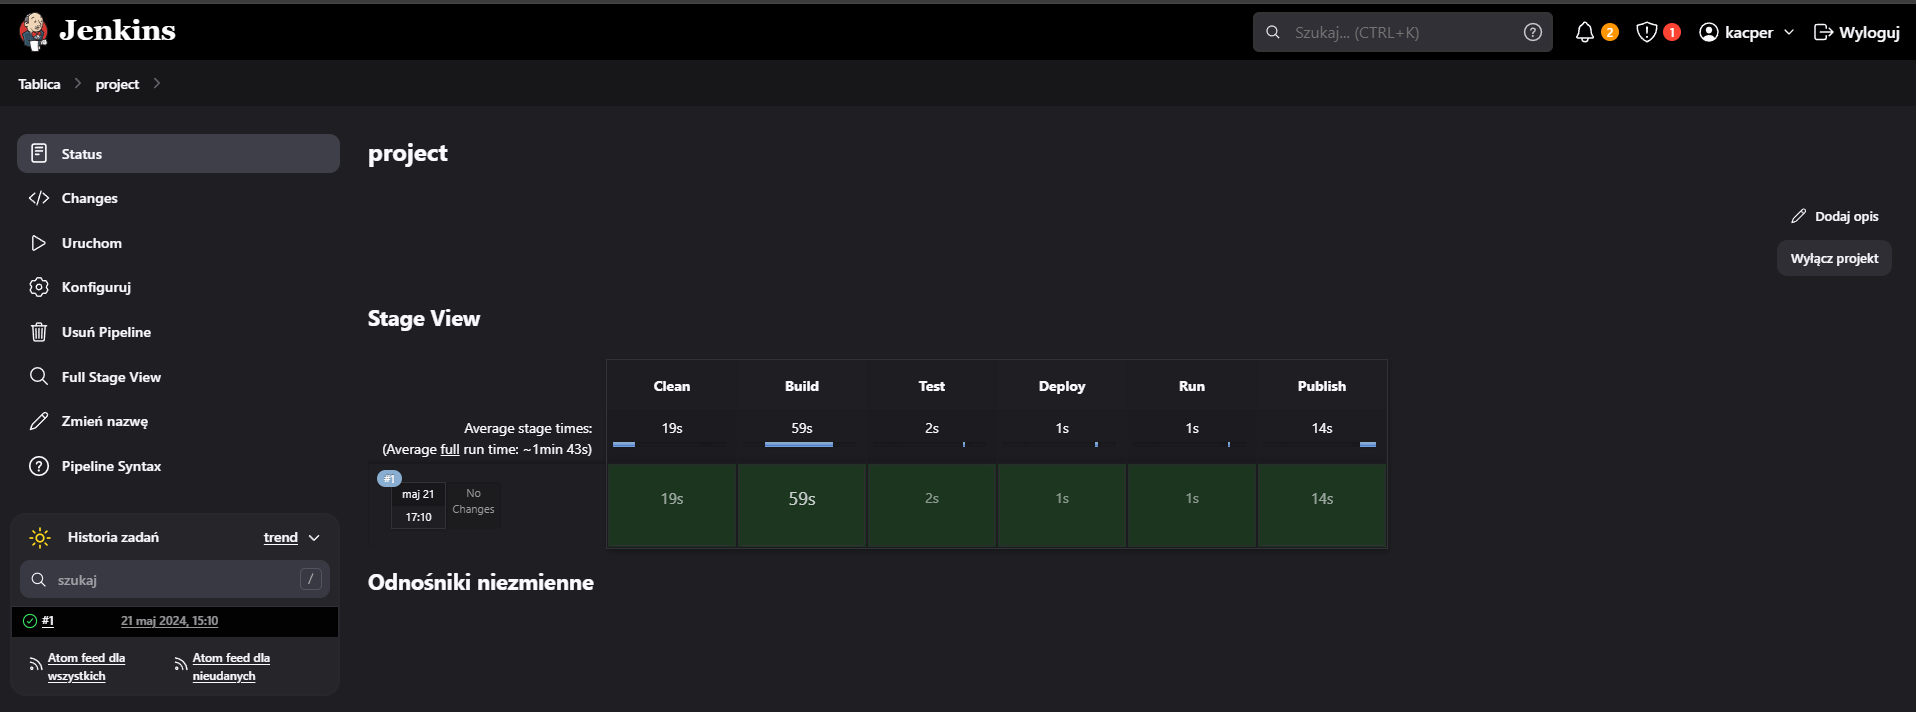 Jenkins
Szukaj... (CTRL+K)
2
1
kacper
Wyloguj
Tablica
project
Status
Changes
Uruchom
Konfiguruj
Usuń Pipeline
Full Stage View
Zmień nazwę
Pipeline Syntax
Historia zadań
trend
szukaj
/
#1
21 maj 2024, 15:10
Atom feed dla wszystkich
Atom feed dla nieudanych
project
Dodaj opis
Wyłącz projekt
Stage View
Clean Build Test Deploy Run Publish
Average stage times:
19s 59s 2s 1s 1s 14s
(Average full run time: ~1min 43s)
#1
maj 21
17:10
No
Changes
19s 59s 2s 1s 1s 14s
Odnośniki niezmienne